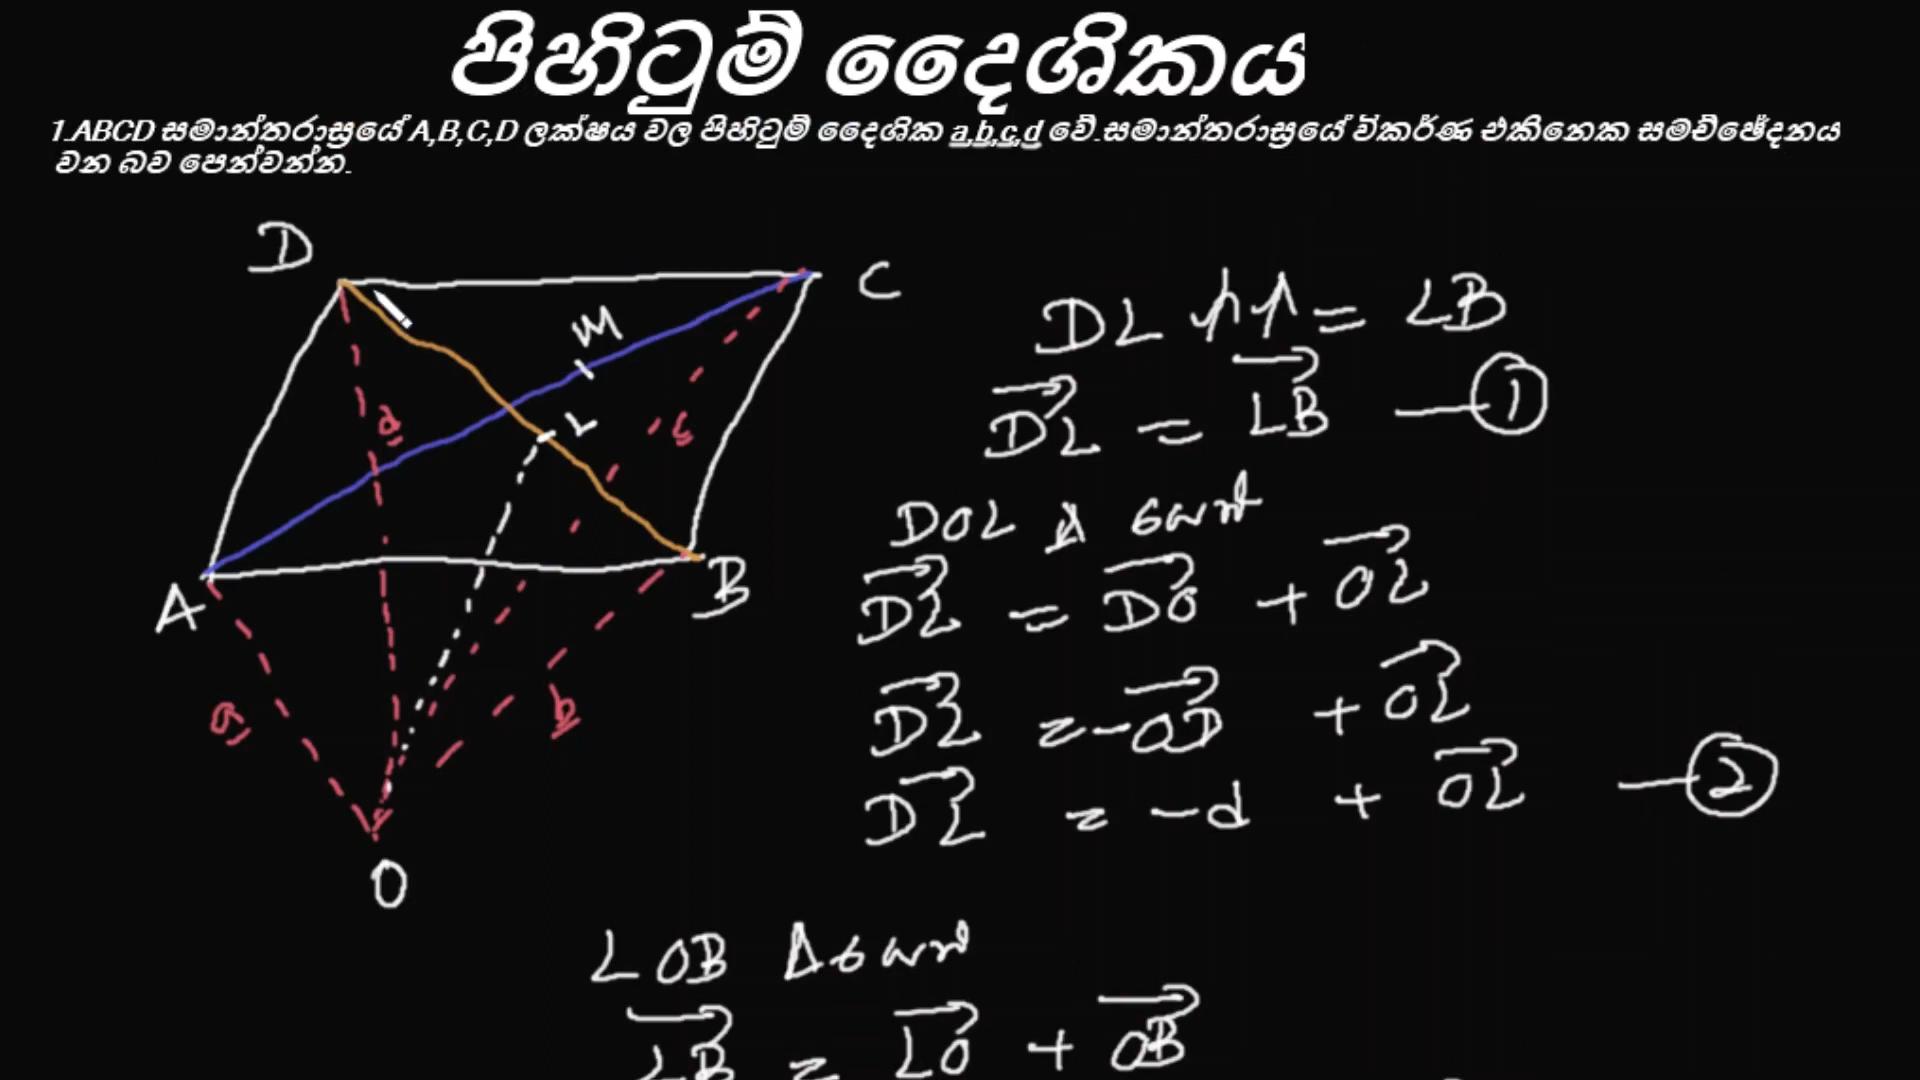 පිහිටුම් දෛශිකය
1.ABCD සමාන්තරාස්‍රයේ A,B,C,D ලක්ෂය වල පිහිටුම් දෛශික a,b,c,d වේ.සමාන්තරාස්‍රයේ විකර්ණ එකිනෙක සමච්ඡේදනය
වන බව පෙන්වන්න.
D
C
M
L
d
c
A
B
a
b
O
DL = LB
DL = LB — 1
DOL Δ යෙන්
DL = DO + OL
DL = -OD + OL
DL = -d + OL — 2
LOB Δ යෙන්
LB = LO + OB